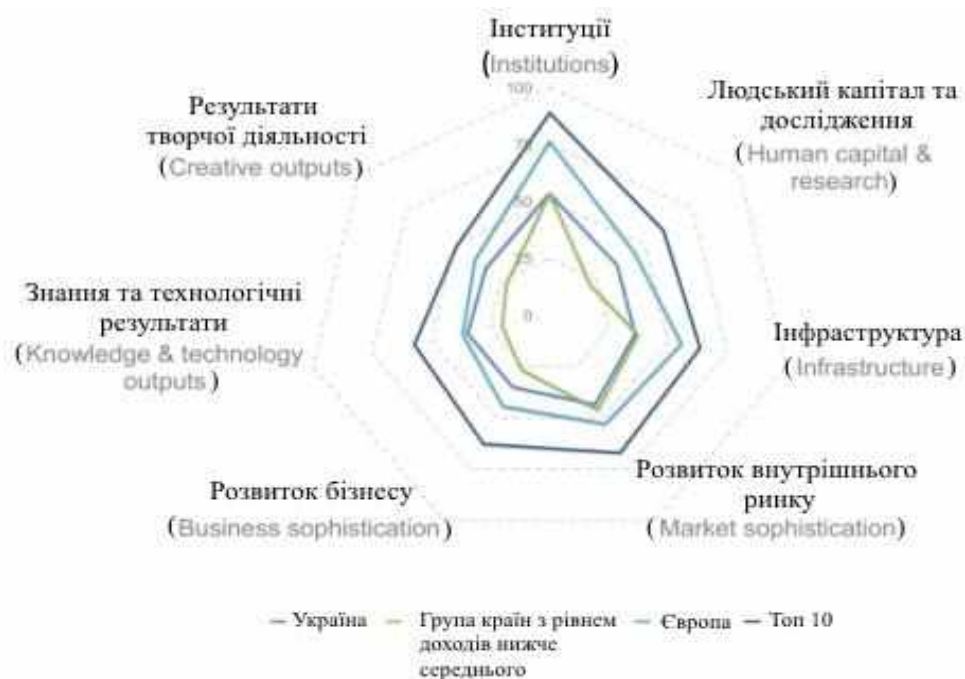 Інституції
(Institutions)
100
75
50
25
0
Людський капітал та
дослідження
(Human capital &
research)
Інфраструктура
(Infrastructure)
Розвиток внутрішнього
ринку
(Market sophistication)
Розвиток бізнесу
(Business sophistication)
Знання та технологічні
результати
(Knowledge & technology
outputs)
Результати
творчої діяльності
(Creative outputs)
Україна
Група країн з рівнем
доходів нижче
середнього
Європа
Топ 10